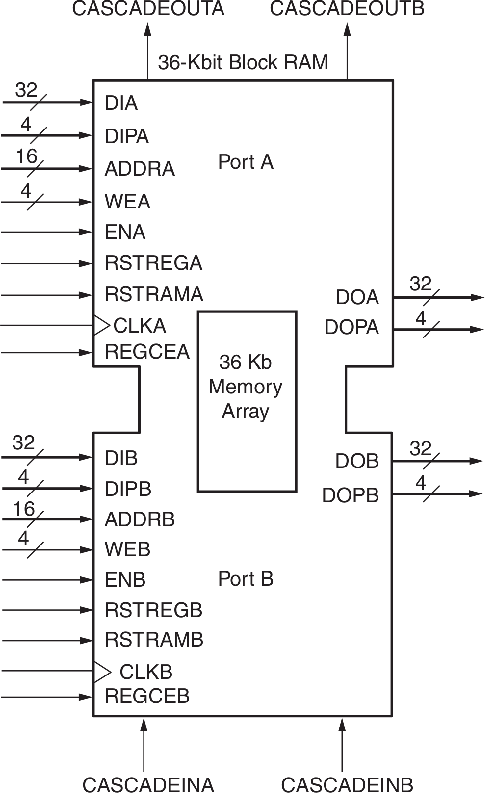 CASCADEOUTA CASCADEOUTB
36-Kbit Block RAM
32 DIA
4 DIPA
16 ADDRA Port A
4 WEA
ENA
RSTREGA
RSTRAMA DOA 32
CLKA DOPA 4
REGCEA
36 Kb
Memory
Array
32 DIB DOB 32
4 DIPB DOPB 4
16 ADDRB
4 WEB
ENB Port B
RSTREGB
RSTRAMB
CLKB
REGCEB
CASCADEINA CASCADEINB